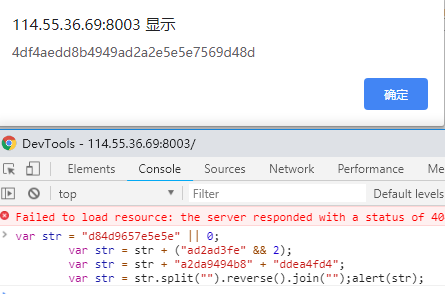 114.55.36.69:8003 显示
4df4aedd8b4949ad2a2e5e5e7569d48d
确定
DevTools - 114.55.36.69:8003/
Elements Console Sources Network Performance Me
top Filter Default levels
Failed to load resource: the server responded with a status of 40
> var str = "d84d9657e5e5e" || 0;
var str = str + ("ad2ad3fe" && 2);
var str = str + "a2da9494b8" + "ddea4fd4";
var str = str.split("").reverse().join("");alert(str);